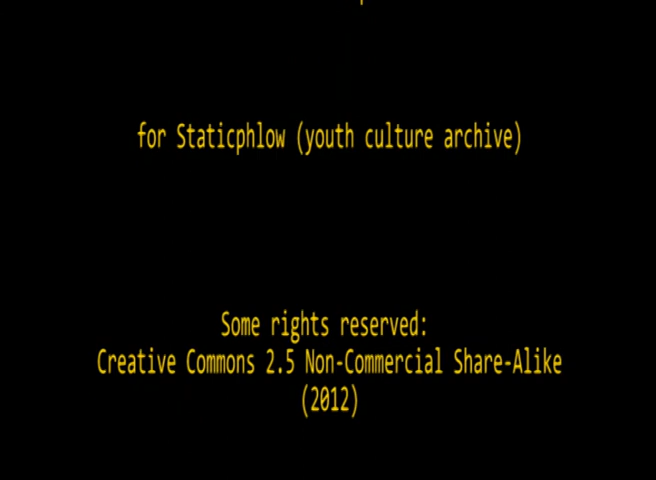 for Staticphlow (youth culture archive)
Some rights reserved:
Creative Commons 2.5 Non-Commercial Share-Alike
(2012)